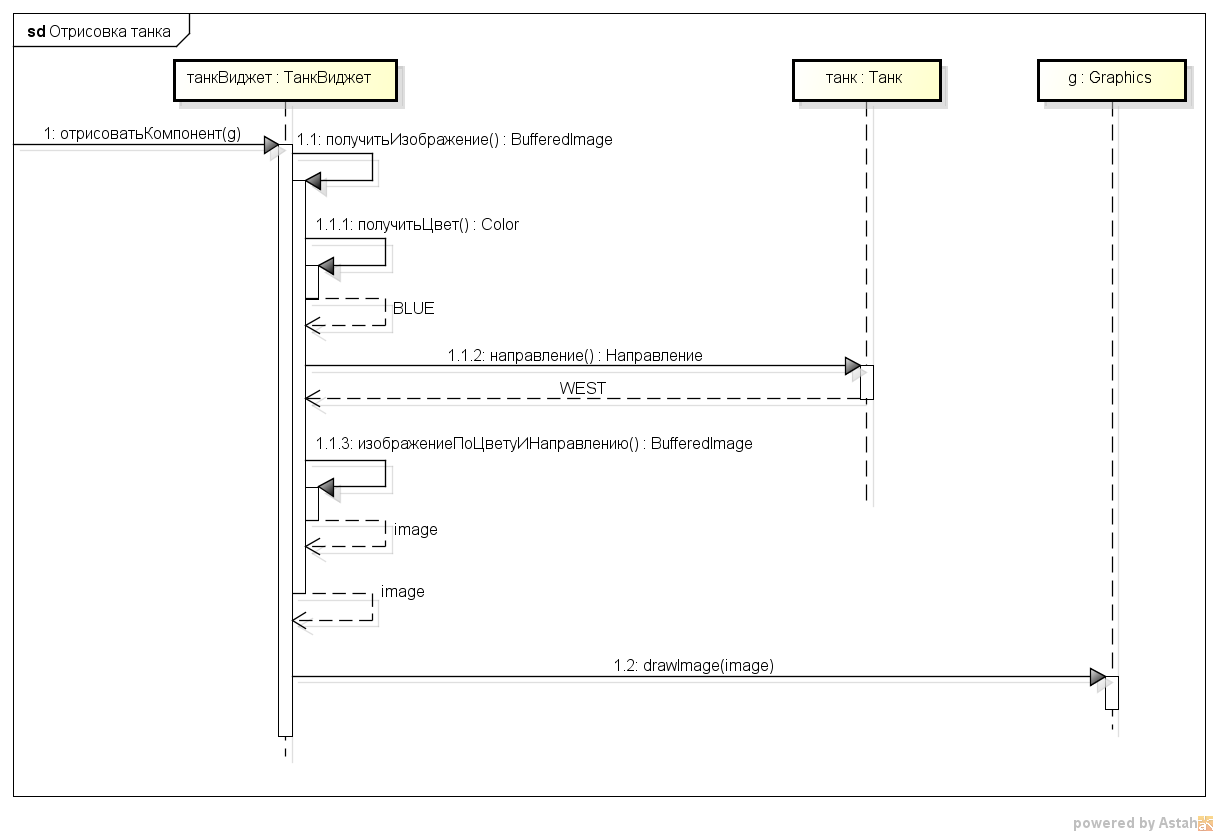 sd Отрисовка танка
танкВиджет : ТанкВиджет
танк : Танк
g : Graphics
1: отрисоватьКомпонент(g)
1.1: получитьИзображение() : BufferedImage
1.1.1: получитьЦвет() : Color
BLUE
1.1.2: направление() : Направление
WEST
1.1.3: изображениеПоЦветуИНаправлению() : BufferedImage
image
image
1.2: drawImage(image)
powered by Astah